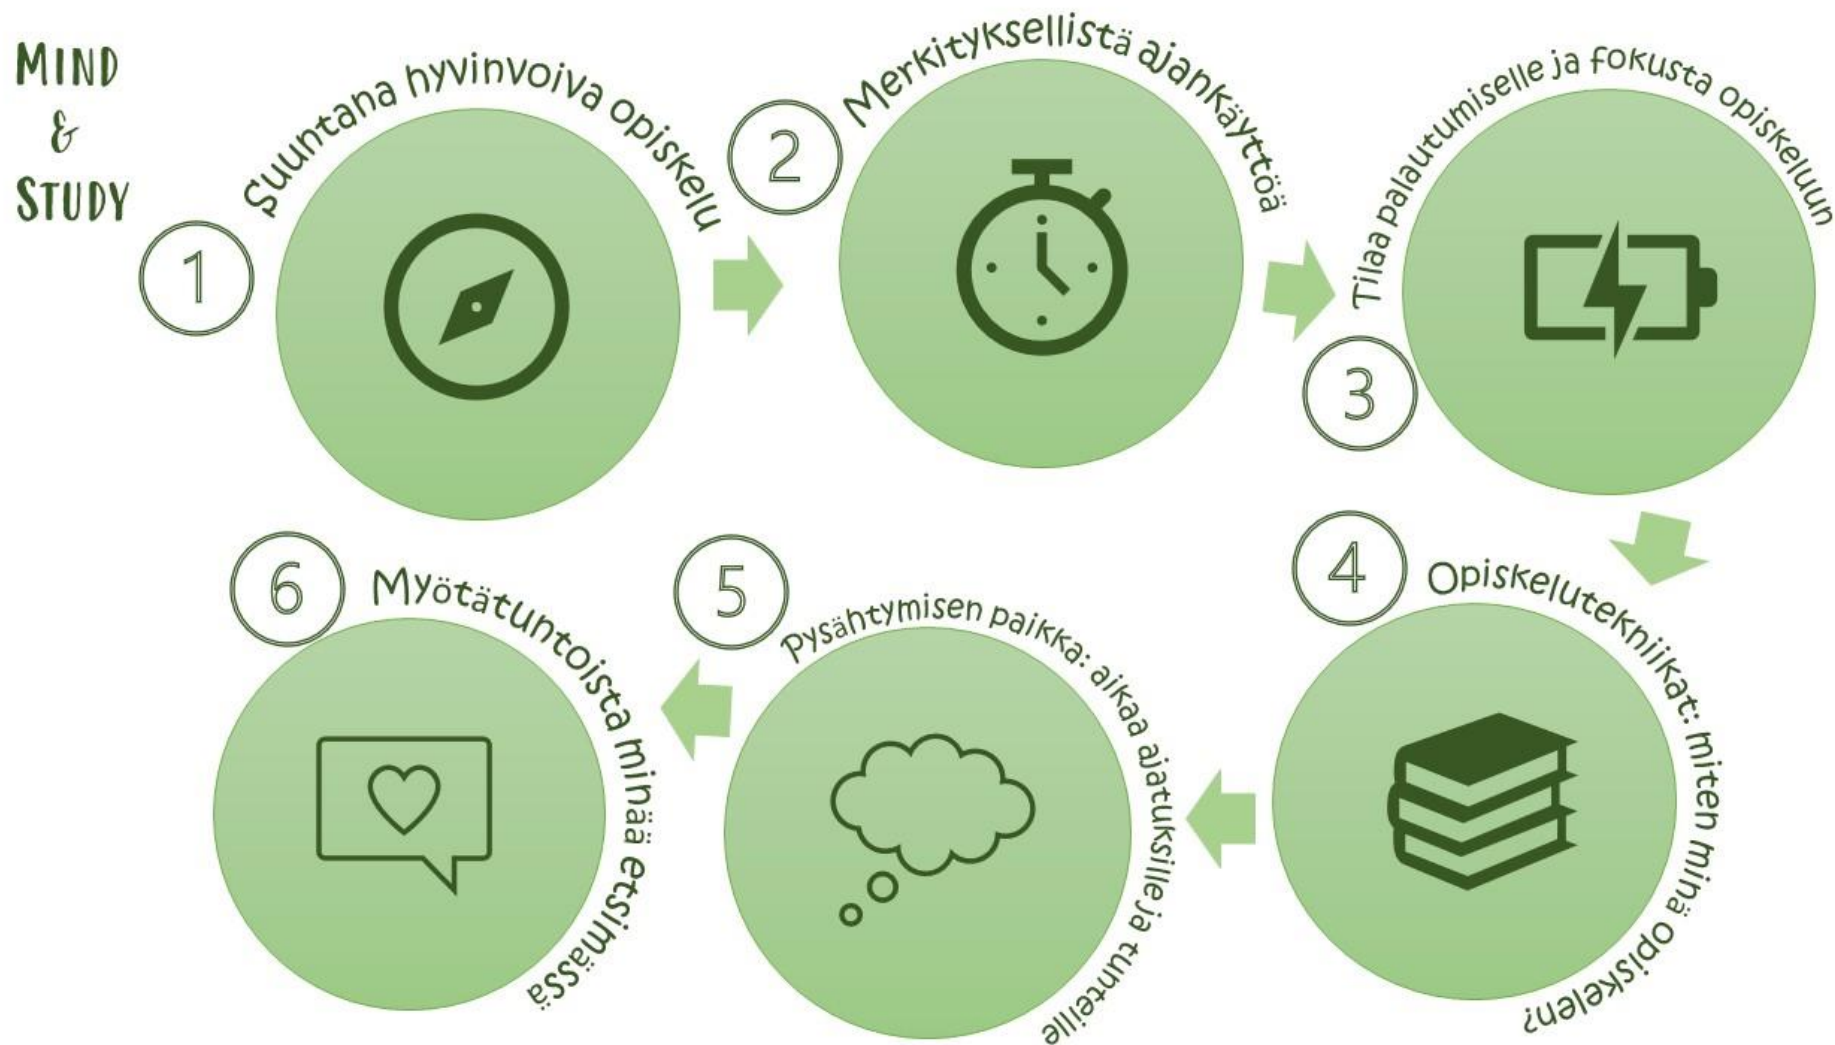 MIND
&
STUDY
1
Suuntana hyvinvoiva opiskelu
2
Merkityksellistä ajankäyttöä
3
Tilaa palautumiselle ja fokusta opiskeluun
4
Opiskelutekniikat: miten minä opiskelen?
5
Pysähtymisen paikka: aikaa ajatuksille ja tunteille
6
Myötätuntoista minää etsimässä